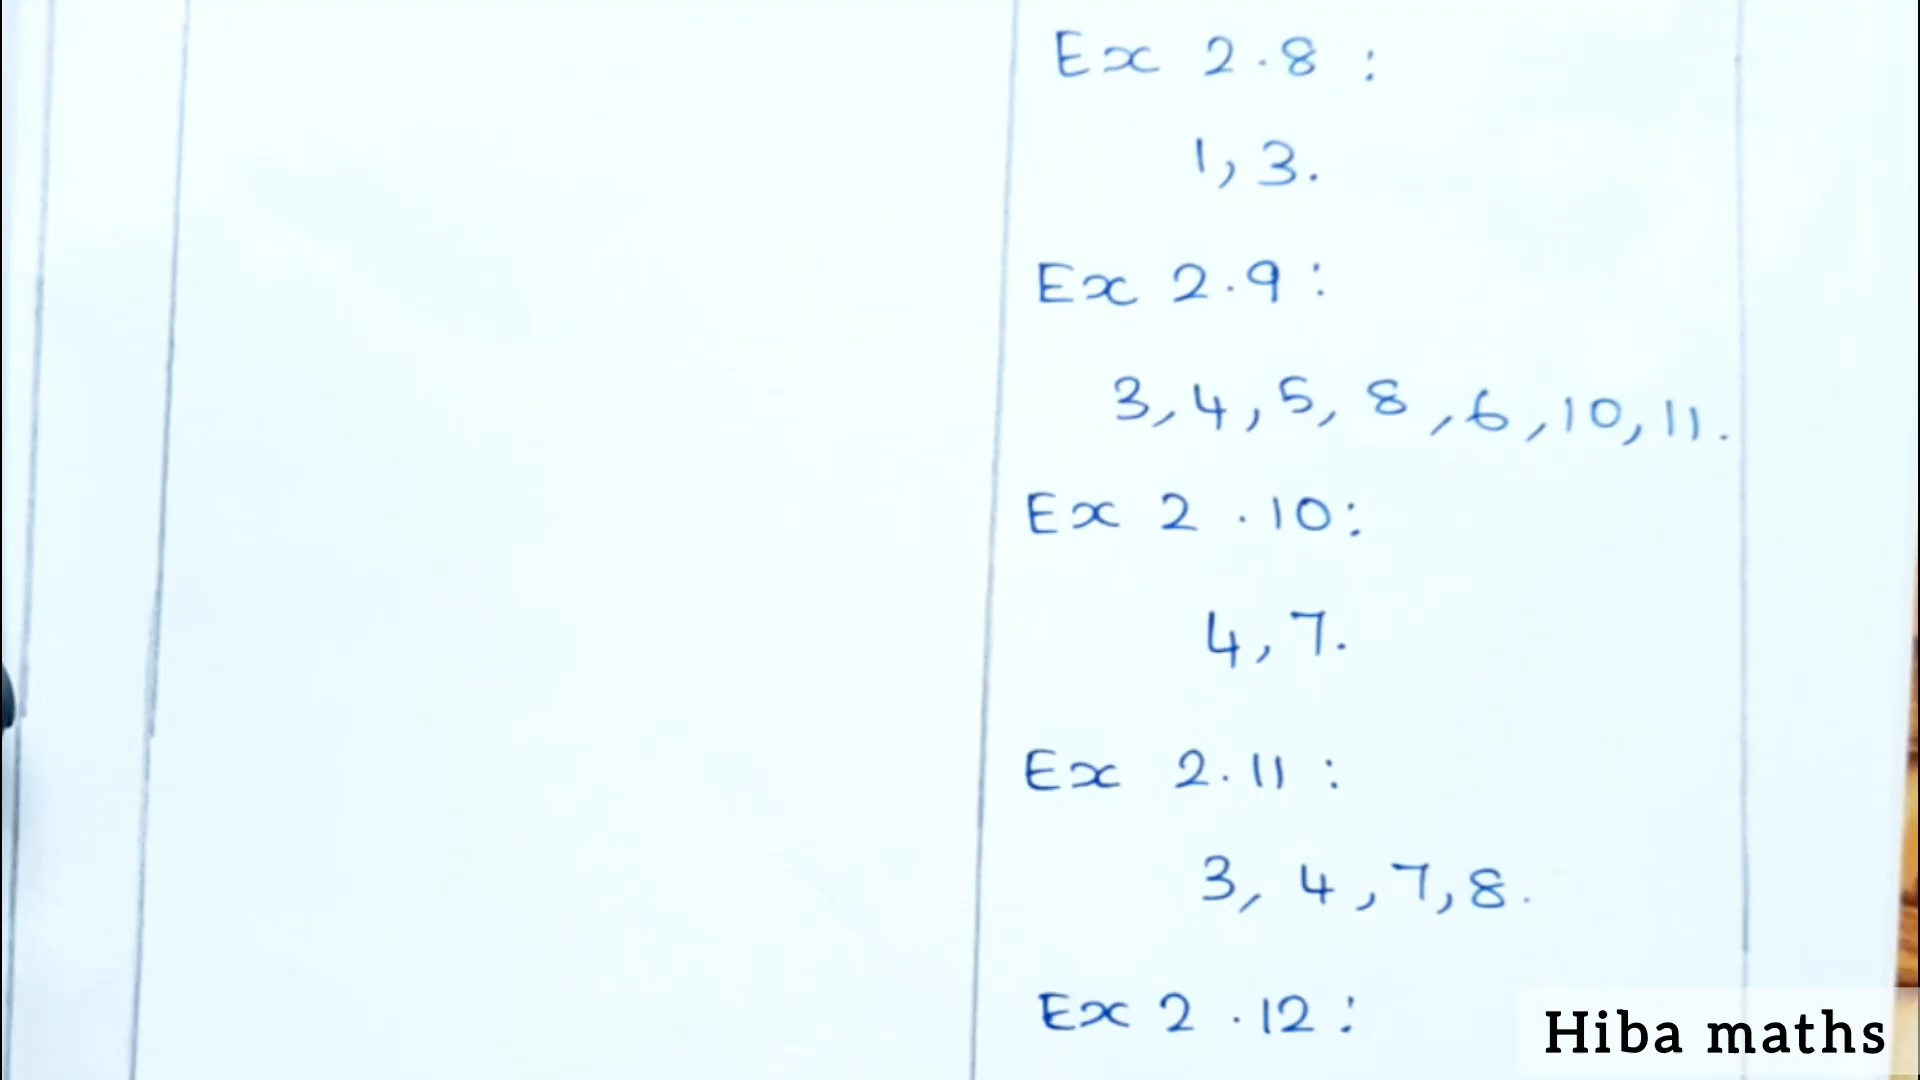 Ex 2.8 :
1, 3.
Ex 2.9 :
3, 4, 5, 8, 6, 10, 11.
Ex 2.10 :
4, 7.
Ex 2.11 :
3, 4, 7, 8.
Ex 2.12 :
Hiba maths